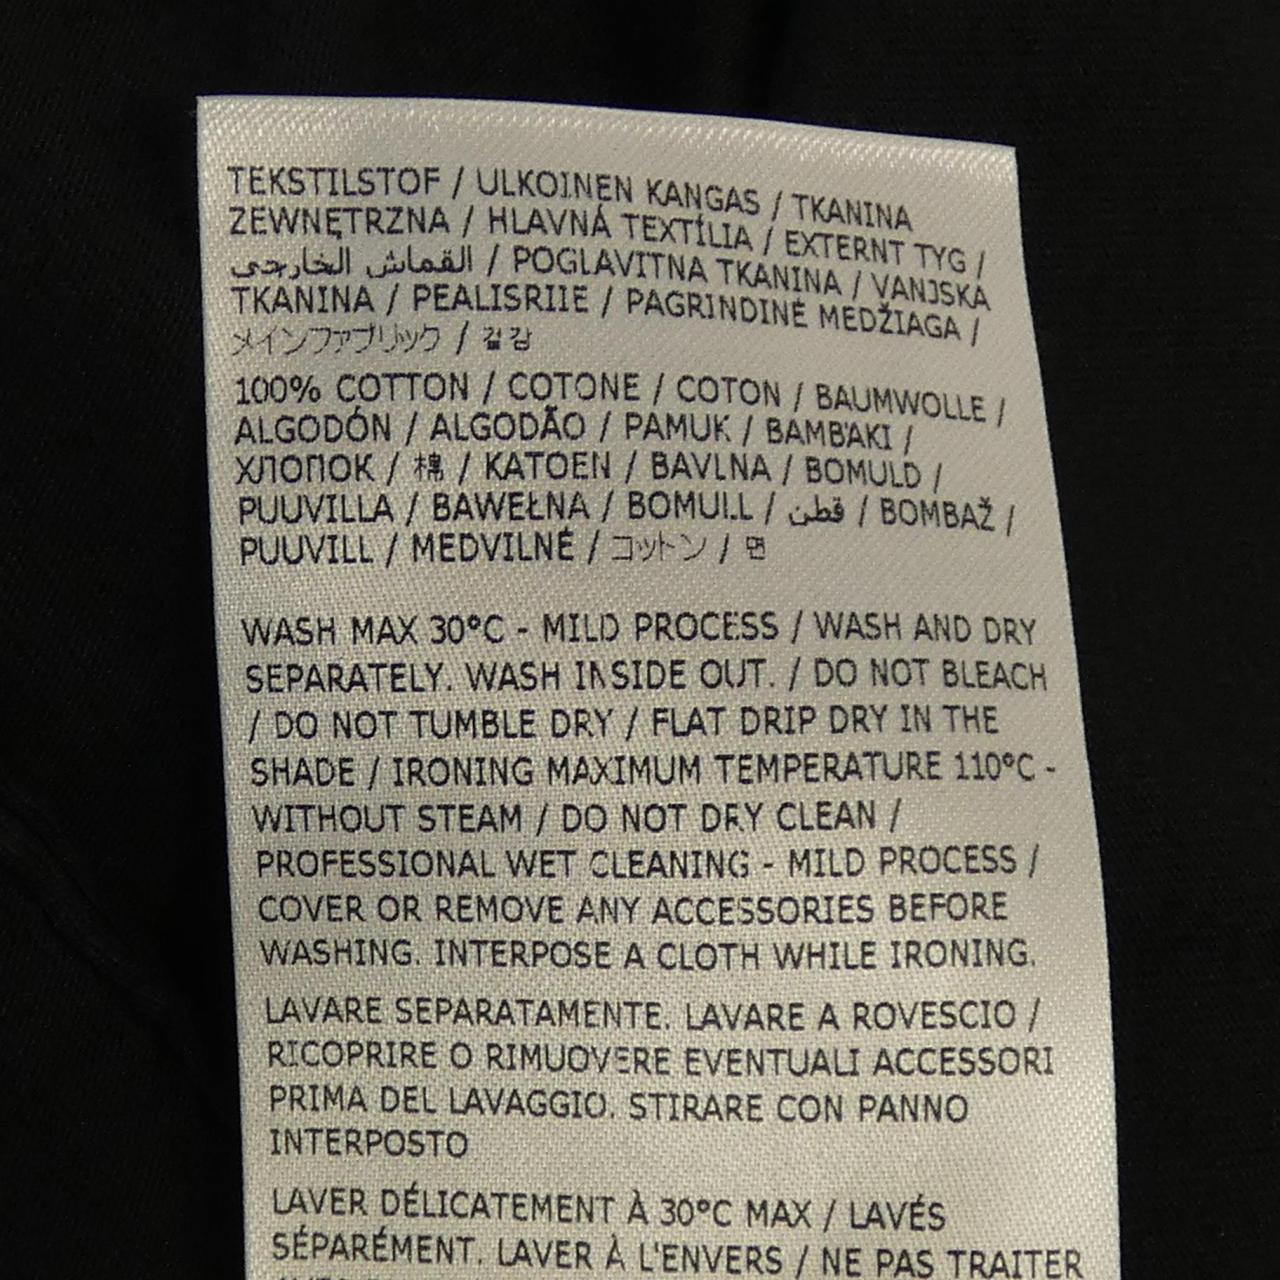 TEKSTILSTOF / ULKOINEN KANGAS / TKANINA
ZEWNĘTRZNA / HLAVNÁ TEXTÍLIA / EXTERNT TYG /
القماش الخارجي / POGLAVITNA TKANINA / VANJSKA
TKANINA / PEALISRIIE / PAGRINDINĖ MEDŽIAGA /
メインファブリック / 겉감
100% COTTON / COTONE / COTON / BAUMWOLLE /
ALGODÓN / ALGODÃO / PAMUK / BAMBAKI /
ХЛОПОК / 棉 / KATOEN / BAVLNA / BOMULD /
PUUVILLA / BAWEŁNA / BOMULL / قطن / BOMBAŽ /
PUUVILL / MEDVILNĖ / コットン / 면
WASH MAX 30°C - MILD PROCESS / WASH AND DRY
SEPARATELY. WASH INSIDE OUT. / DO NOT BLEACH
/ DO NOT TUMBLE DRY / FLAT DRIP DRY IN THE
SHADE / IRONING MAXIMUM TEMPERATURE 110°C -
WITHOUT STEAM / DO NOT DRY CLEAN /
PROFESSIONAL WET CLEANING - MILD PROCESS /
COVER OR REMOVE ANY ACCESSORIES BEFORE
WASHING. INTERPOSE A CLOTH WHILE IRONING.
LAVARE SEPARATAMENTE. LAVARE A ROVESCIO /
RICOPRIRE O RIMUOVERE EVENTUALI ACCESSORI
PRIMA DEL LAVAGGIO. STIRARE CON PANNO
INTERPOSTO
LAVER DÉLICATEMENT À 30°C MAX / LAVÉS
SÉPARÉMENT. LAVER À L'ENVERS / NE PAS TRAITER